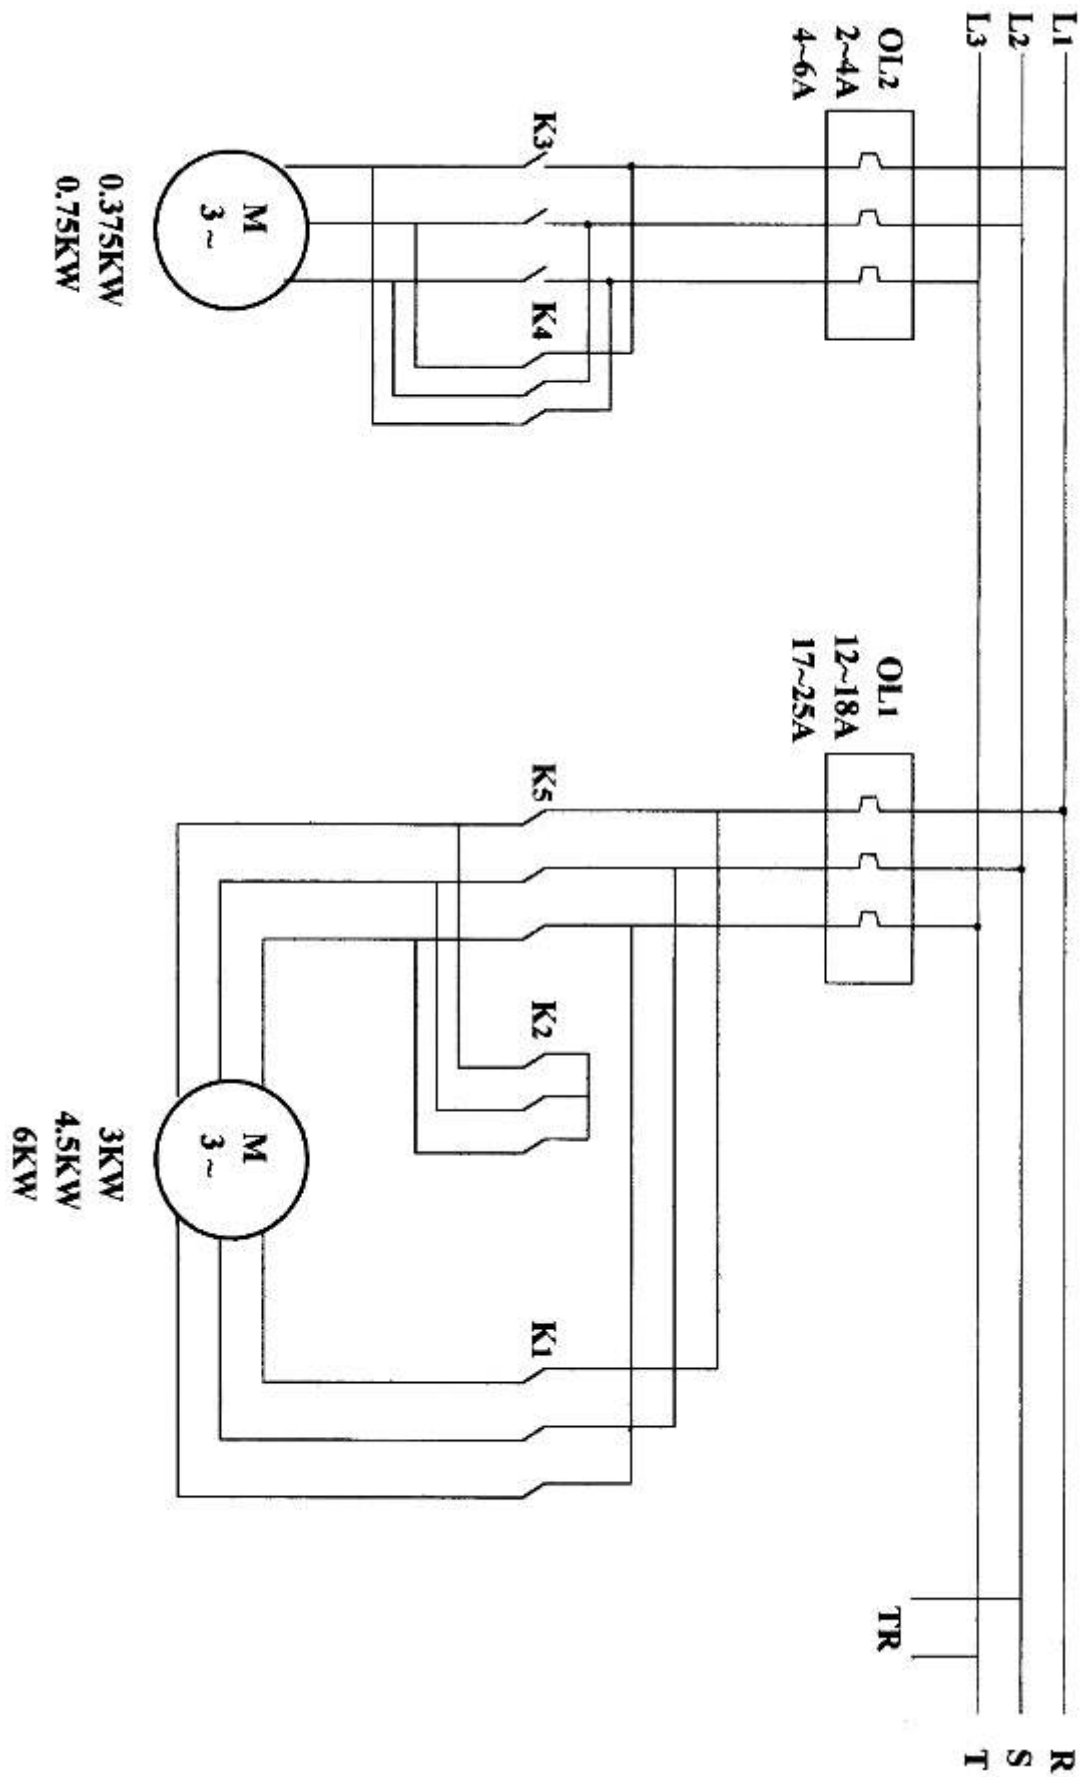 L1
L2
L3
R
S
T
OL2
2~4A
4~6A
OL1
12~18A
17~25A
TR
K3
K4
K5
K2
K1
M
3 ~
0.375KW
0.75KW
M
3 ~
3KW
4.5KW
6KW